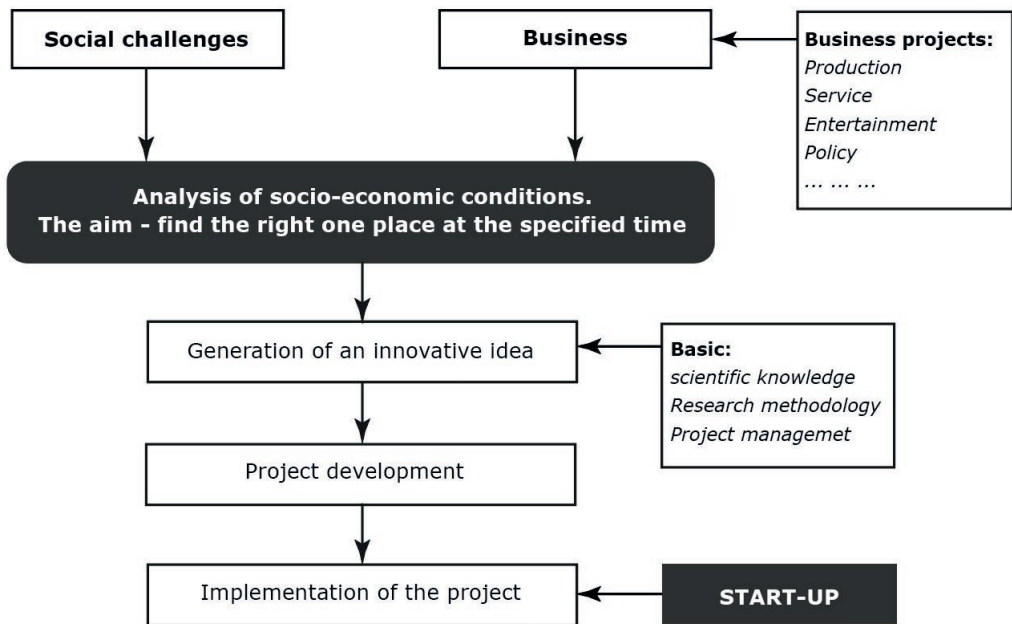 Social challenges
Business
Business projects:
Production
Service
Entertainment
Policy
... ... ...
Analysis of socio-economic conditions.
The aim - find the right one place at the specified time
Generation of an innovative idea
Basic:
scientific knowledge
Research methodology
Project managemet
Project development
Implementation of the project
START-UP